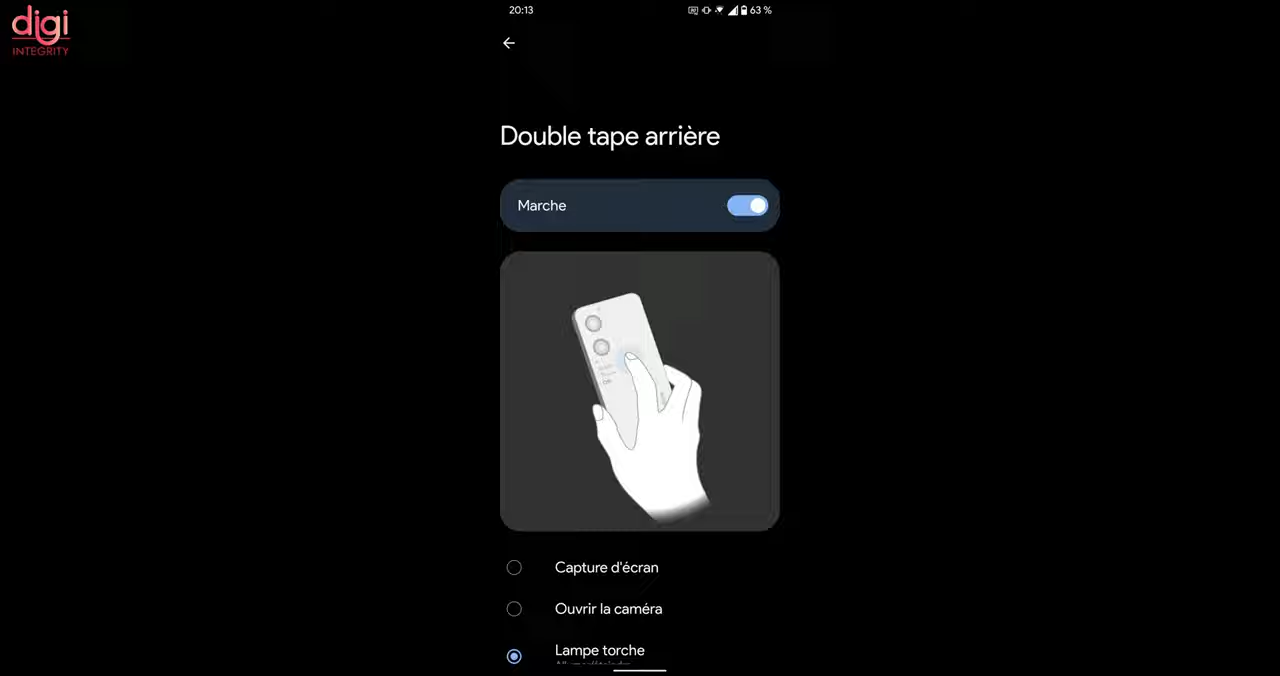 digi
INTEGRITY
20:13
63 %
Double tape arrière
Marche
Capture d'écran
Ouvrir la caméra
Lampe torche